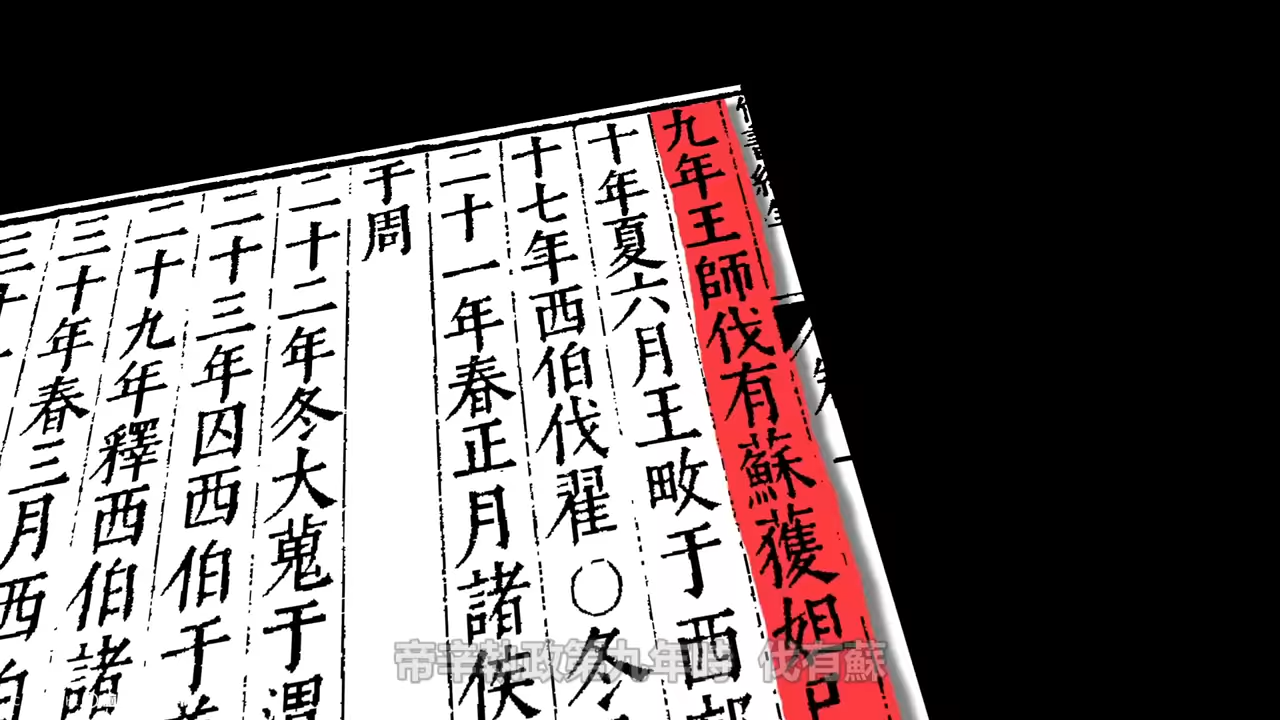 九年王師伐有蘇獲妲
十年夏六月王畋于西
十七年西伯伐翟○冬
二十一年春正月諸侯
于周
二十二年冬大蒐于渭
二十三年囚西伯于
二十九年釋西伯諸
三十年春三月西伯
帝辛執政第九年時 伐有蘇